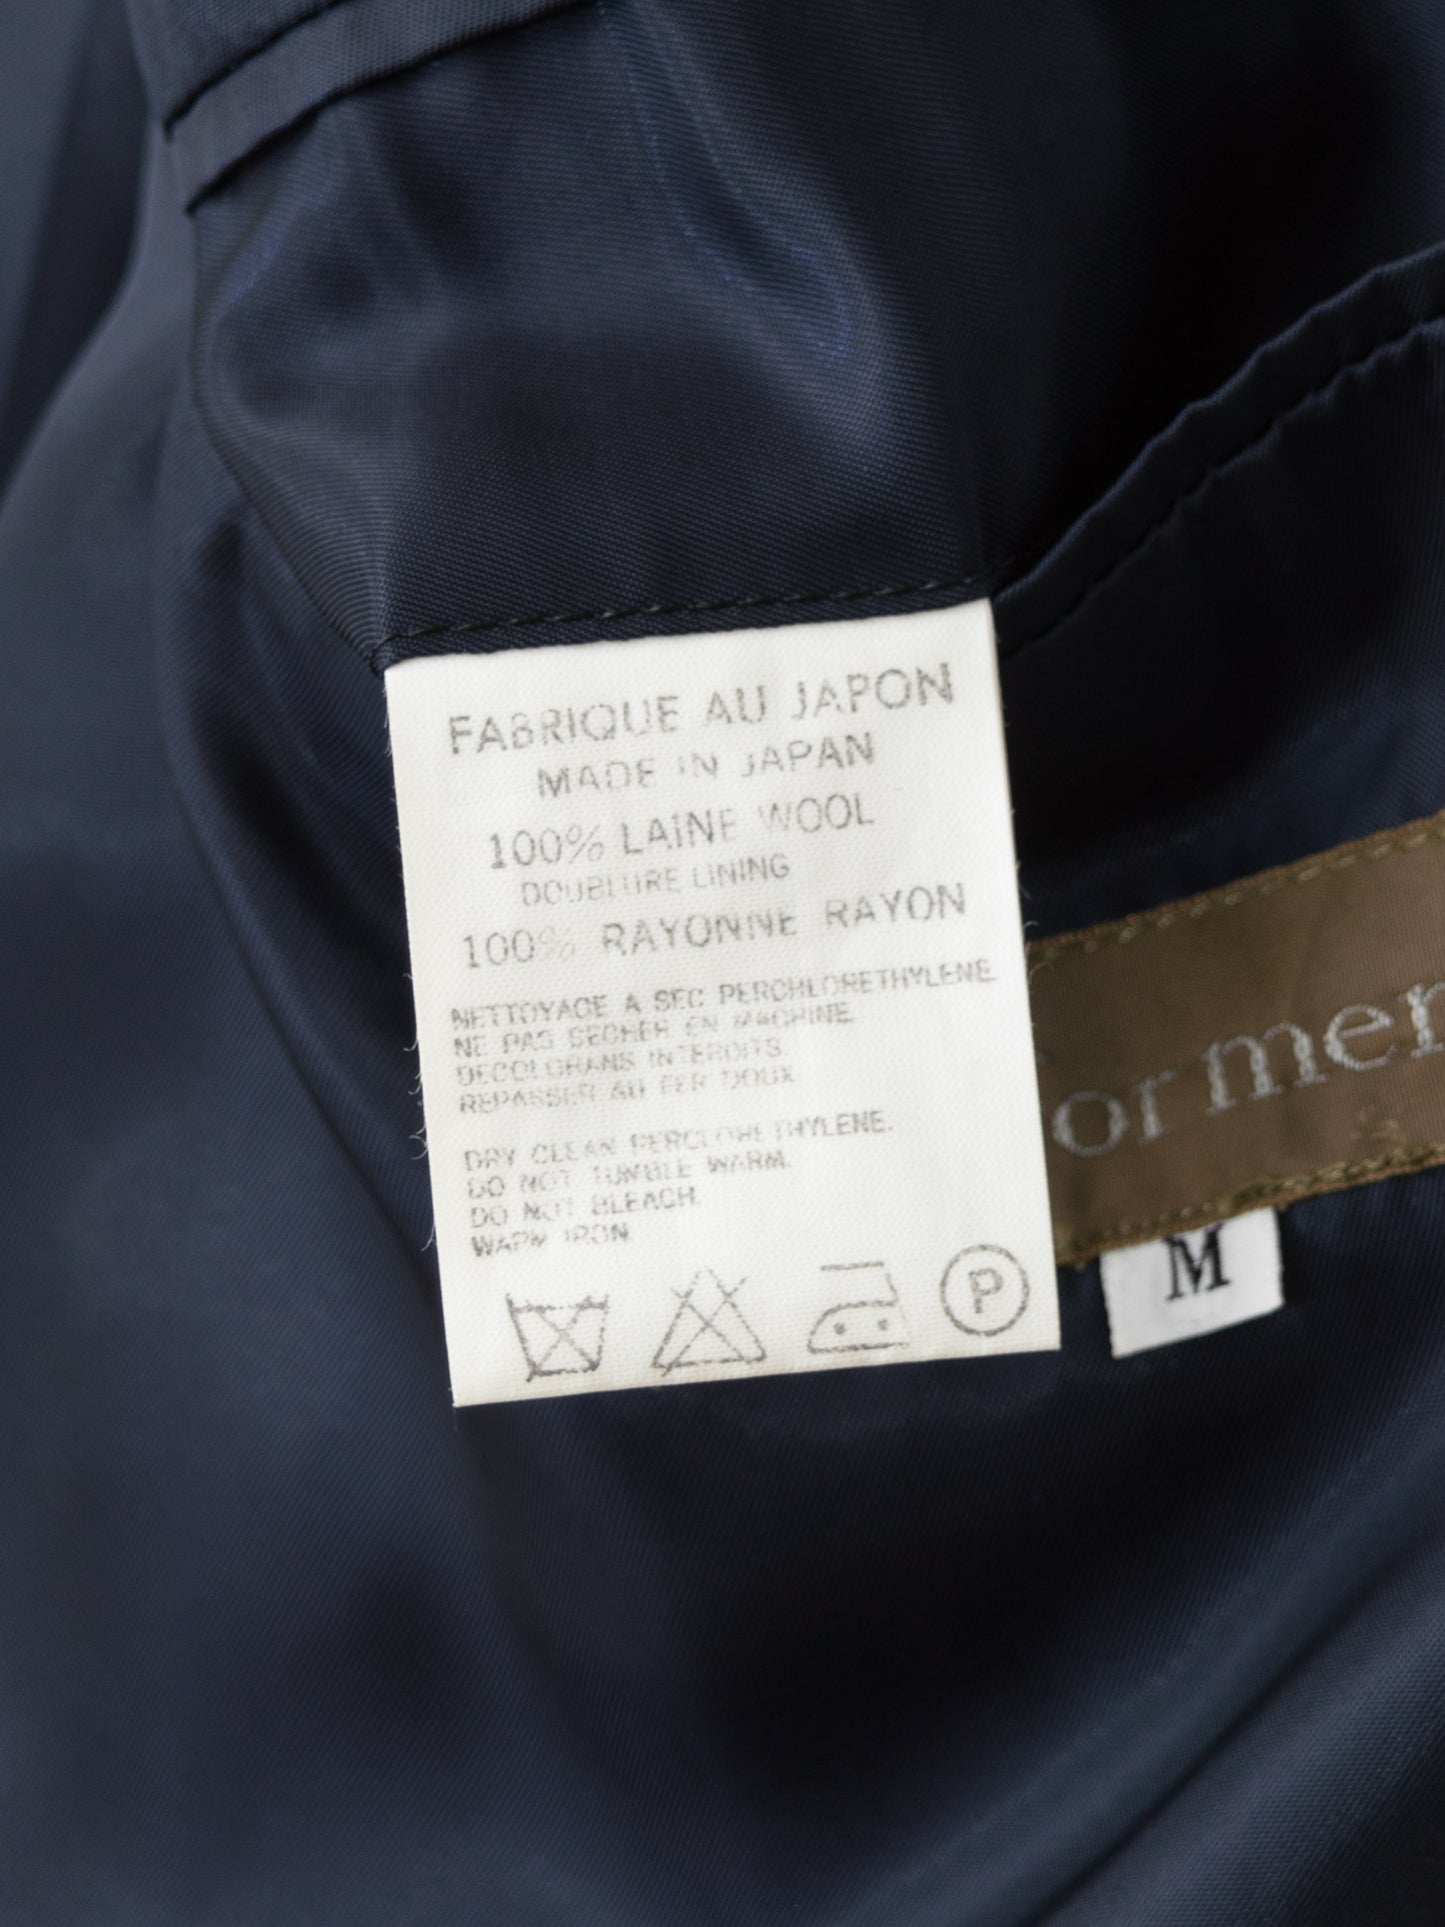 FABRIQUE AU JAPON
MADE IN JAPAN
100% LAINE WOOL
DOUBLURE LINING
100% RAYONNE RAYON
NETTOYAGE A SEC PERCHLORETHYLENE.
NE PAS SECHER EN MACHINE.
DECOLORANS INTERDITS.
REPASSER AU FER DOUX.
DRY CLEAN PERCLORETHYLENE.
DO NOT TUMBLE WARM.
DO NOT BLEACH.
WARM IRON.
P
or men
M